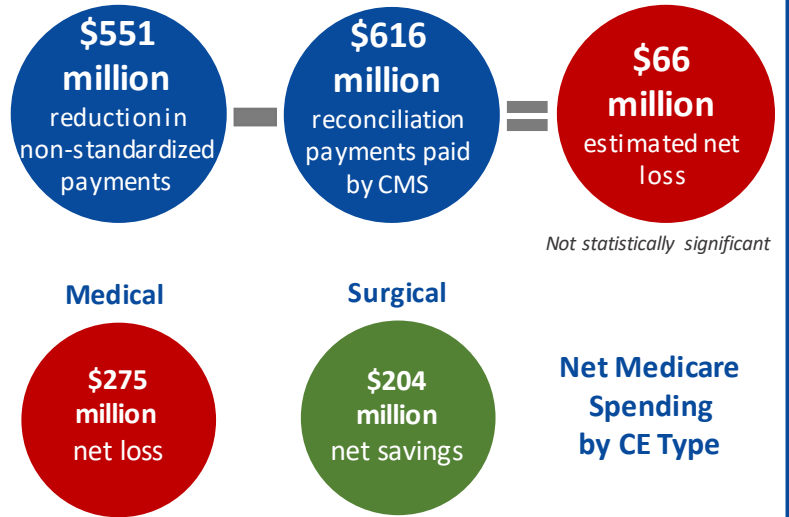 $551
million
reduction in
non-standardized
payments
$616
million
reconciliation
payments paid
by CMS
$66
million
estimated net
loss
Not statistically significant
Medical
$275
million
net loss
Surgical
$204
million
net savings
Net Medicare
Spending
by CE Type